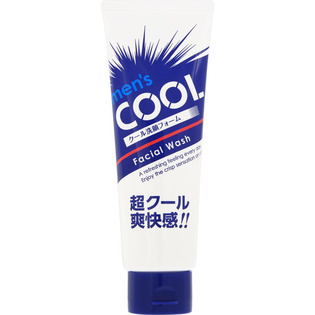 men's
COOL
クール洗顔フォーム
Facial Wash
A refreshing feeling every day
Enjoy the crisp sensation
超クール
爽快感!!